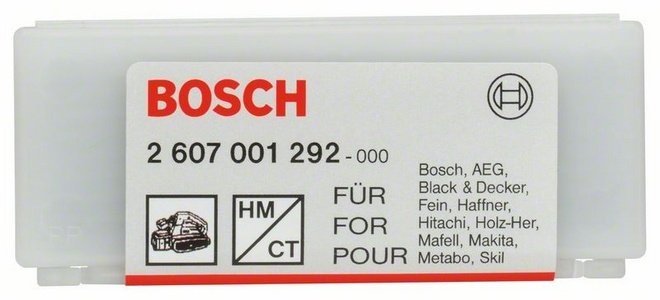 BOSCH
2 607 001 292-000
HM
CT
FÜR
FOR
POUR
Bosch, AEG,
Black & Decker,
Fein, Haffner,
Hitachi, Holz-Her,
Mafell, Makita,
Metabo, Skil